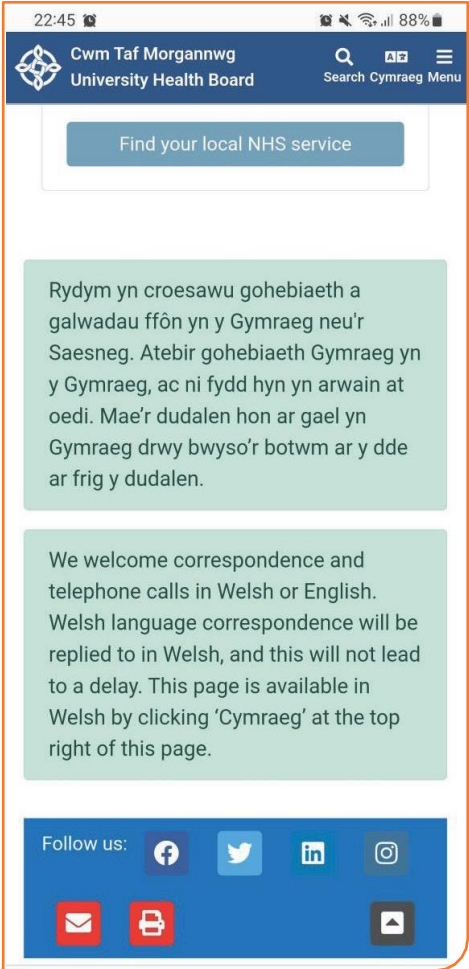 22:45 88%
Cwm Taf Morgannwg
University Health Board
Search Cymraeg Menu
Find your local NHS service
Rydym yn croesawu gohebiaeth a
galwadau ffôn yn y Gymraeg neu'r
Saesneg. Atebir gohebiaeth Gymraeg yn
y Gymraeg, ac ni fydd hyn yn arwain at
oedi. Mae’r dudalen hon ar gael yn
Gymraeg drwy bwyso’r botwm ar y dde
ar frig y dudalen.
We welcome correspondence and
telephone calls in Welsh or English.
Welsh language correspondence will be
replied to in Welsh, and this will not lead
to a delay. This page is available in
Welsh by clicking ‘Cymraeg’ at the top
right of this page.
Follow us: